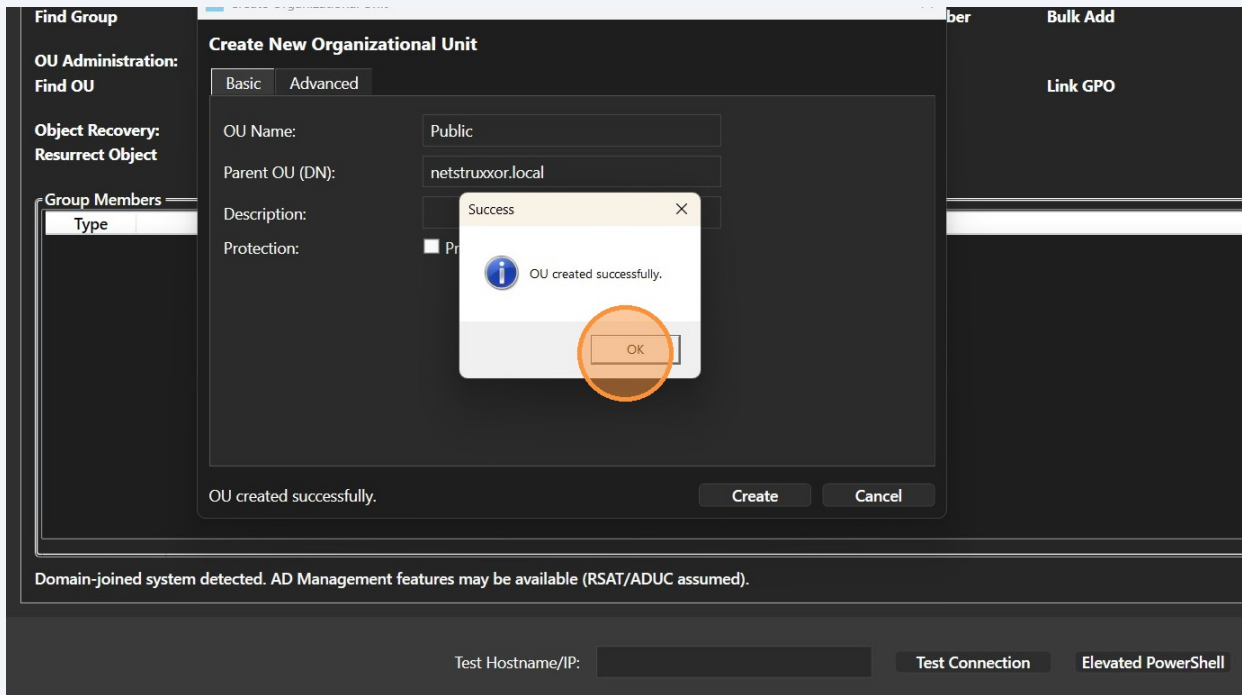 Find Group
Bulk Add
Create New Organizational Unit
OU Administration:
Find OU
Link GPO
Basic
Advanced
Object Recovery:
Resurrect Object
OU Name:
Public
Parent OU (DN):
netstruxxor.local
Group Members
Type
Description:
Success
Protection:
OU created successfully.
OK
OU created successfully.
Create
Cancel
Domain-joined system detected. AD Management features may be available (RSAT/ADUC assumed).
Test Hostname/IP:
Test Connection
Elevated PowerShell